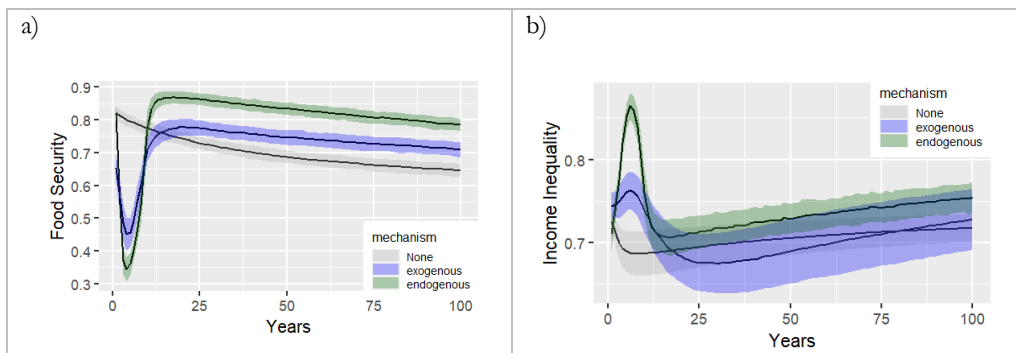 a)
Food Security
0.9
0.8
0.7
0.6
0.5
0.4
0.3
0
25
50
75
100
Years
mechanism
None
exogenous
endogenous
b)
Income Inequality
0.8
0.7
0
25
50
75
100
Years
mechanism
None
exogenous
endogenous